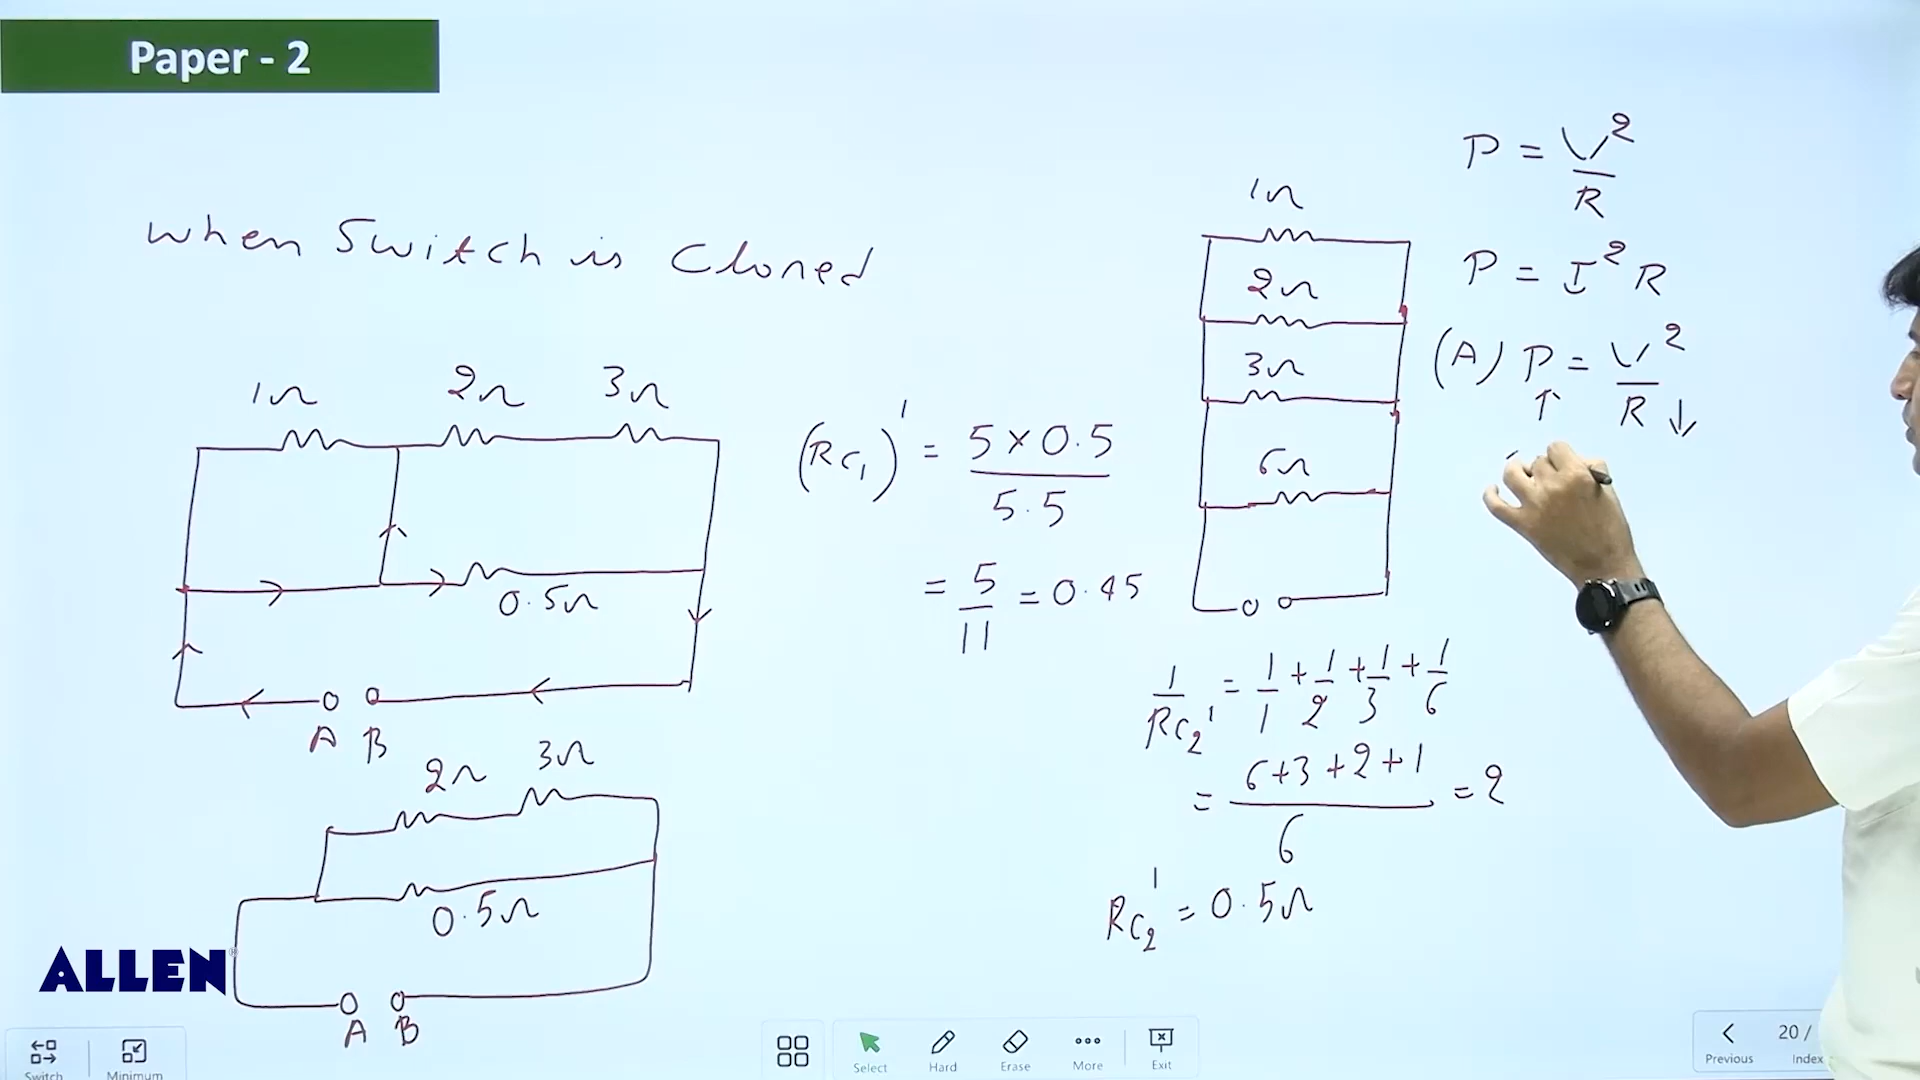 Paper - 2
When Switch is Cloned
1Ω 2Ω 3Ω
0.5Ω
A B
2Ω 3Ω
0.5Ω
A B
(RC1)' = 5 × 0.5 / 5.5
= 5/11 = 0.45
1Ω
2Ω
3Ω
6Ω
1/RC2' = 1/1 + 1/2 + 1/3 + 1/6
= 6+3+2+1 / 6 = 2
RC2' = 0.5Ω
P = V²/R
P = I²R
(A) P↑ = V²/R↓
ALLEN®
Switch
Minimum
Select
Hard
Erase
More
Exit
Previous
20 /
Index